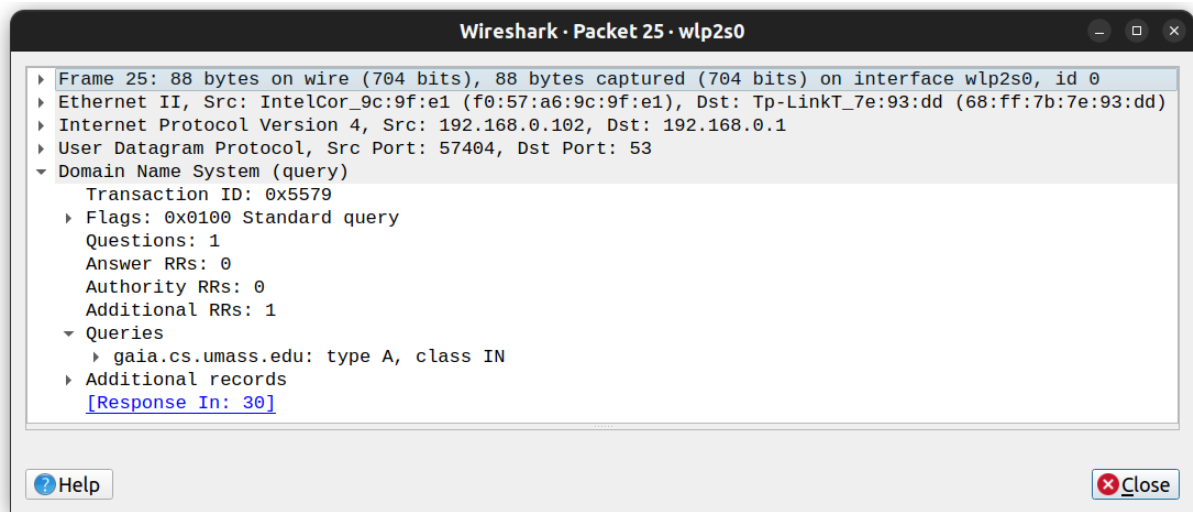 Wireshark · Packet 25 · wlp2s0
Frame 25: 88 bytes on wire (704 bits), 88 bytes captured (704 bits) on interface wlp2s0, id 0
Ethernet II, Src: IntelCor_9c:9f:e1 (f0:57:a6:9c:9f:e1), Dst: Tp-LinkT_7e:93:dd (68:ff:7b:7e:93:dd)
Internet Protocol Version 4, Src: 192.168.0.102, Dst: 192.168.0.1
User Datagram Protocol, Src Port: 57404, Dst Port: 53
Domain Name System (query)
Transaction ID: 0x5579
Flags: 0x0100 Standard query
Questions: 1
Answer RRs: 0
Authority RRs: 0
Additional RRs: 1
Queries
gaia.cs.umass.edu: type A, class IN
Additional records
[Response In: 30]
Help
Close